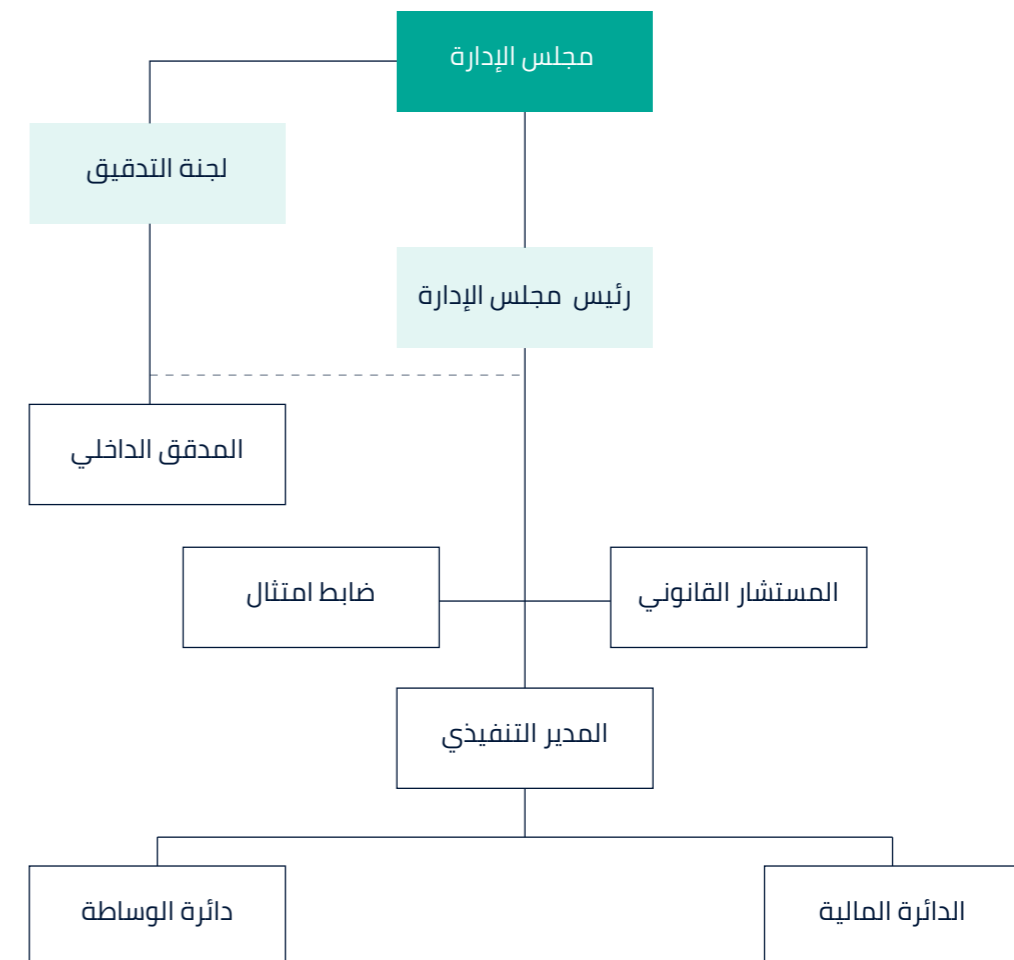 مجلس الإدارة
لجنة التدقيق
رئيس مجلس الإدارة
المدقق الداخلي
المستشار القانوني
ضابط امتثال
المدير التنفيذي
الدائرة المالية
دائرة الوساطة